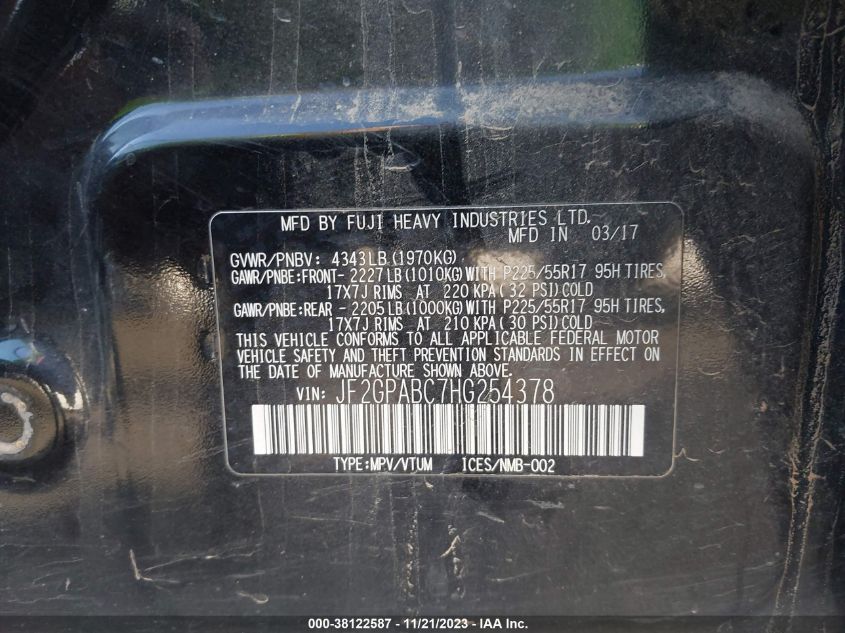 MFD BY FUJI HEAVY INDUSTRIES LTD.
MFD IN 03/17
GVWR/PNBV: 4343LB(1970KG)
GAWR/PNBE:FRONT- 2227LB(1010KG)WITH P225/55R17 95H TIRES,
17X7J RIMS AT 220 KPA(32 PSI)COLD
GAWR/PNBE:REAR - 2205LB(1000KG)WITH P225/55R17 95H TIRES,
17X7J RIMS AT 210 KPA(30 PSI)COLD
THIS VEHICLE CONFORMS TO ALL APPLICABLE FEDERAL MOTOR
VEHICLE SAFETY AND THEFT PREVENTION STANDARDS IN EFFECT
ON THE DATE OF MANUFACTURE SHOWN ABOVE.
VIN: JF2GPABC7HG254378
TYPE:MPV/VTUM ICES/NMB-002
000-38122587 - 11/21/2023 - IAA Inc.